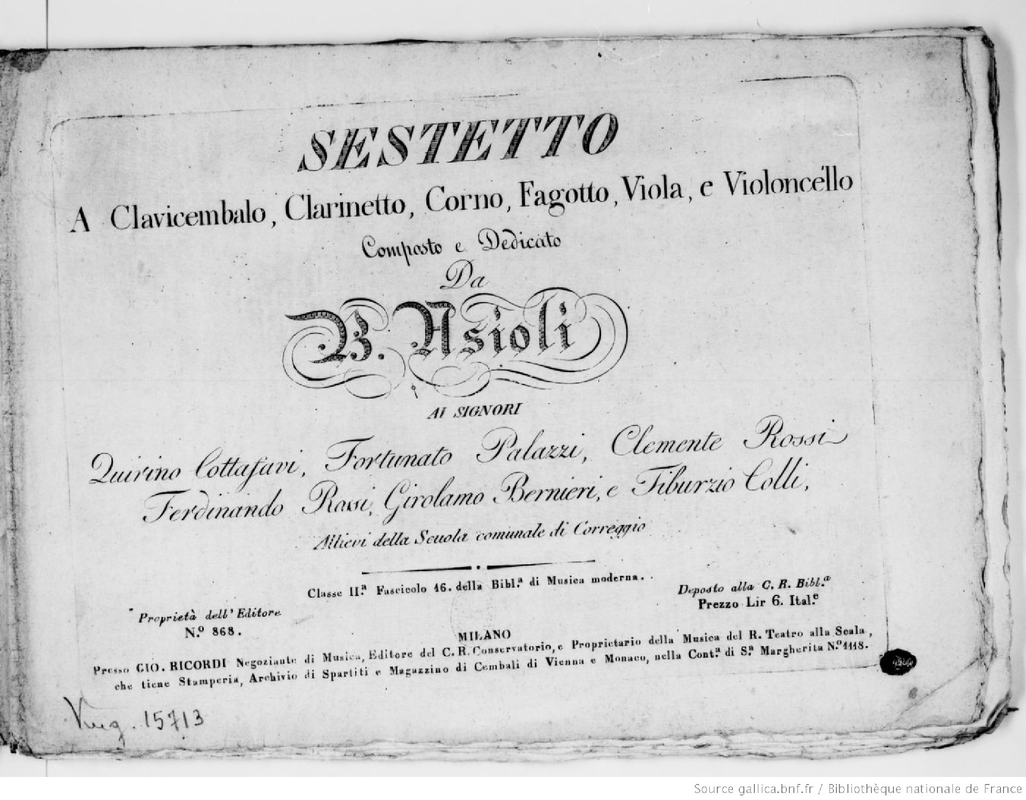 SESTETTO
A Clavicembalo, Clarinetto, Corno, Fagotto, Viola, e Violoncello
Composto e Dedicato
Da
B. Asioli
AI SIGNORI
Quirino Cottafavi, Fortunato Palazzi, Clemente Rossi
Ferdinando Rossi, Girolamo Bernieri, e Tiburzio Colli,
Allievi della Scuola comunale di Correggio
Classe II.a Fascicolo 16. della Bibl.a di Musica moderna.
Proprietà dell' Editore
N.o 868.
Deposto alla C. R. Bibl.a
Prezzo Lir 6. Ital.e
MILANO
Presso GIO. RICORDI Negoziante di Musica, Editore del C. R. Conservatorio, e Proprietario della Musica del R. Teatro alla Scala,
che tiene Stamperia, Archivio di Spartiti e Magazzino di Cembali di Vienna e Monaco, nella Cont.a di S.a Margherita N.o 1118.
15713
Source gallica.bnf.fr / Bibliothèque nationale de France